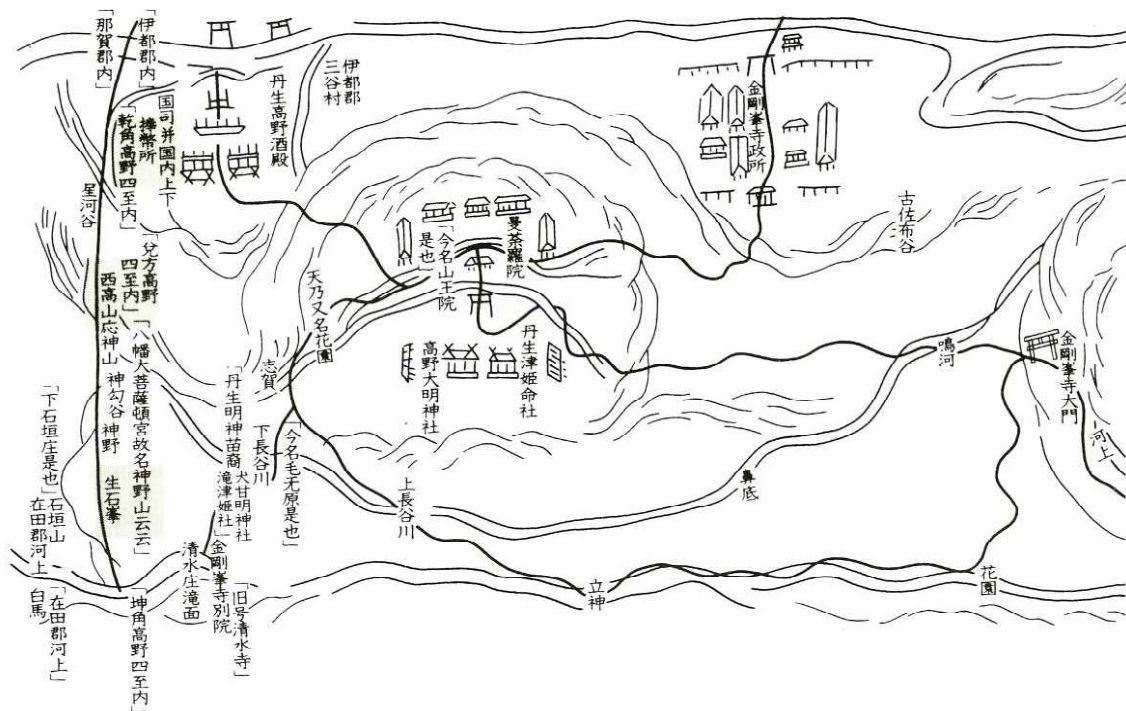 「伊都郡内」
「那賀郡内」
伊都郡
三谷村
丹生高野酒殿
国司并国内上下
捧幣所
「乾角高野四至内」
星河谷
金剛峯寺政所
古佐布谷
曼荼羅院
「今名山王院
是也」
天乃又名花園
志賀
丹生津姫命社
高野大明神社
「兌方高野
四至内」
西高山応神山
「八幡大菩薩頓宮故名神野山云云」
神勾谷
神野
生石峯
「下石垣庄是也」
石垣山
在田郡河上
白馬
「在田郡河上」
「坤角高野四至内」
「丹生明神苗裔
犬甘明神社
滝津姫社」
下長谷川
「今名毛无原是也」
上長谷川
清水庄滝面
金剛峯寺別院
「旧号清水寺」
立神
花園
鼻底
鳴河
金剛峯寺大門
河上